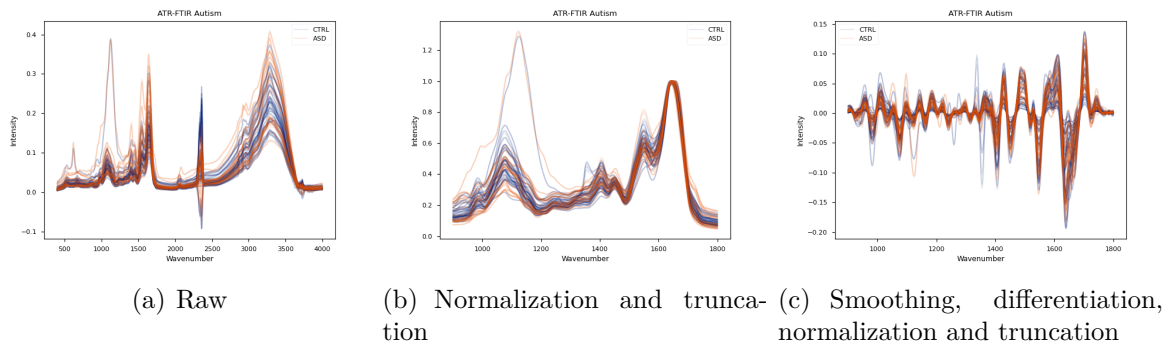 ATR-FTIR Autism
CTRL
ASD
0.4
0.3
0.2
0.1
0.0
−0.1
Intensity
500 1000 1500 2000 2500 3000 3500 4000
Wavenumber
(a) Raw
ATR-FTIR Autism
CTRL
ASD
1.2
1.0
0.8
0.6
0.4
0.2
0.0
Intensity
1000 1200 1400 1600 1800
Wavenumber
(b) Normalization and trunca-
tion
ATR-FTIR Autism
CTRL
ASD
0.15
0.10
0.05
0.00
−0.05
−0.10
−0.15
−0.20
Intensity
1000 1200 1400 1600 1800
Wavenumber
(c) Smoothing, differentiation,
normalization and truncation